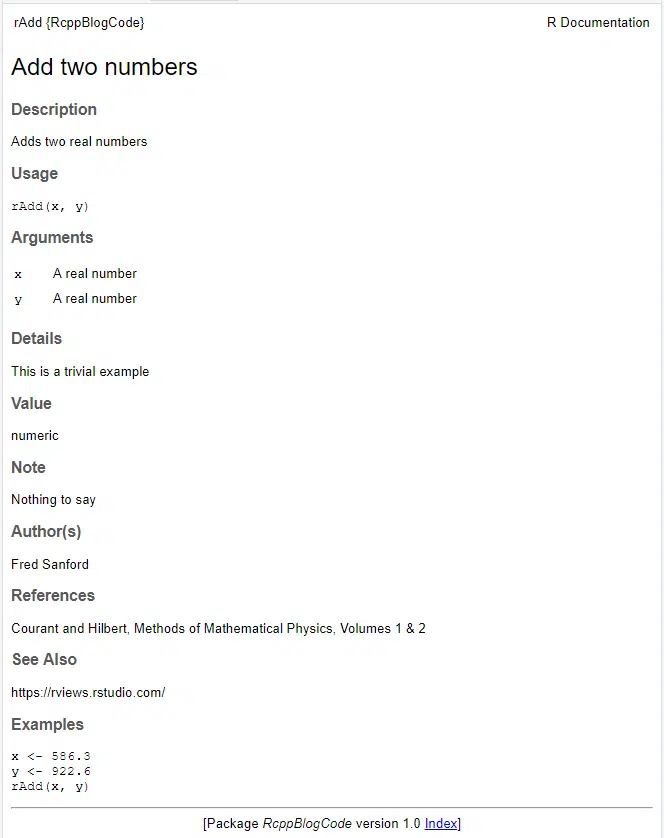 rAdd {RcppBlogCode} R Documentation
Add two numbers
Description
Adds two real numbers
Usage
rAdd(x, y)
Arguments
x A real number
y A real number
Details
This is a trivial example
Value
numeric
Note
Nothing to say
Author(s)
Fred Sanford
References
Courant and Hilbert, Methods of Mathematical Physics, Volumes 1 & 2
See Also
https://rviews.rstudio.com/
Examples
x <- 586.3
y <- 922.6
rAdd(x, y)
[Package RcppBlogCode version 1.0 Index]